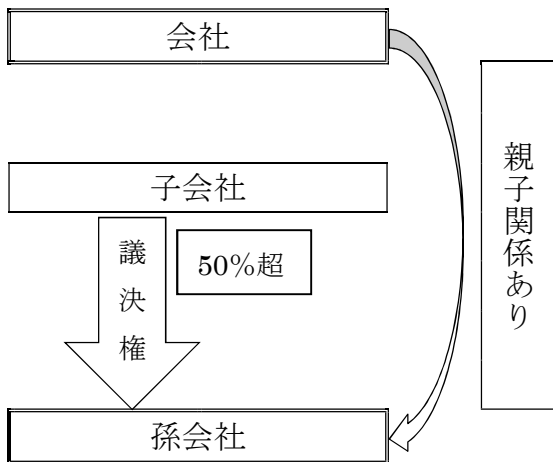 会社
子会社
議決権
50%超
孫会社
親子関係あり